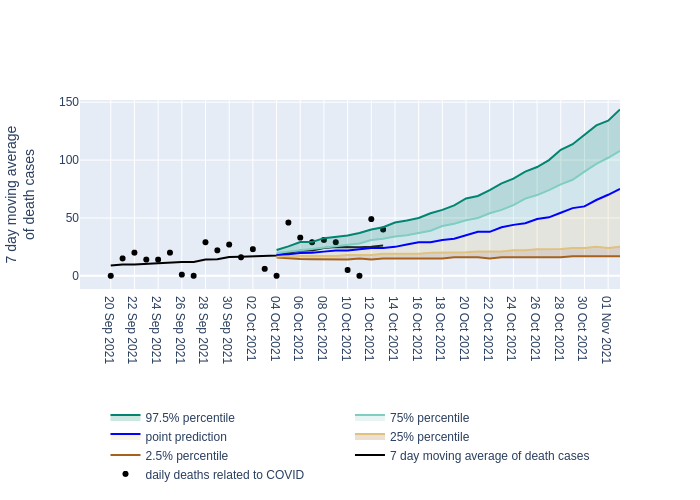 150
100
50
0
7 day moving average
of death cases
20 Sep 2021
22 Sep 2021
24 Sep 2021
26 Sep 2021
28 Sep 2021
30 Sep 2021
02 Oct 2021
04 Oct 2021
06 Oct 2021
08 Oct 2021
10 Oct 2021
12 Oct 2021
14 Oct 2021
16 Oct 2021
18 Oct 2021
20 Oct 2021
22 Oct 2021
24 Oct 2021
26 Oct 2021
28 Oct 2021
30 Oct 2021
01 Nov 2021
97.5% percentile
75% percentile
point prediction
25% percentile
2.5% percentile
7 day moving average of death cases
daily deaths related to COVID